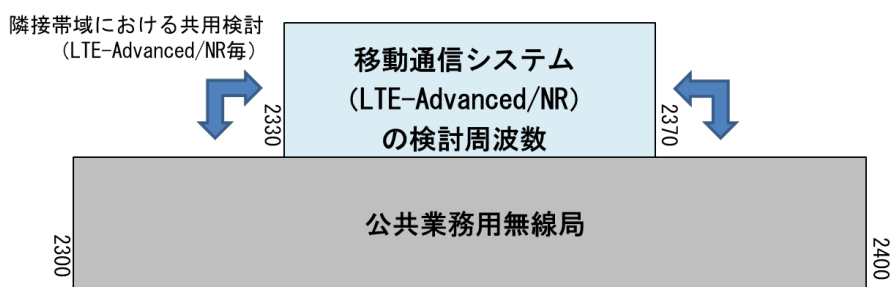 隣接帯域における共用検討
（LTE-Advanced/NR毎）
移動通信システム
（LTE-Advanced/NR）
の検討周波数
2330
2370
公共業務用無線局
2300
2400